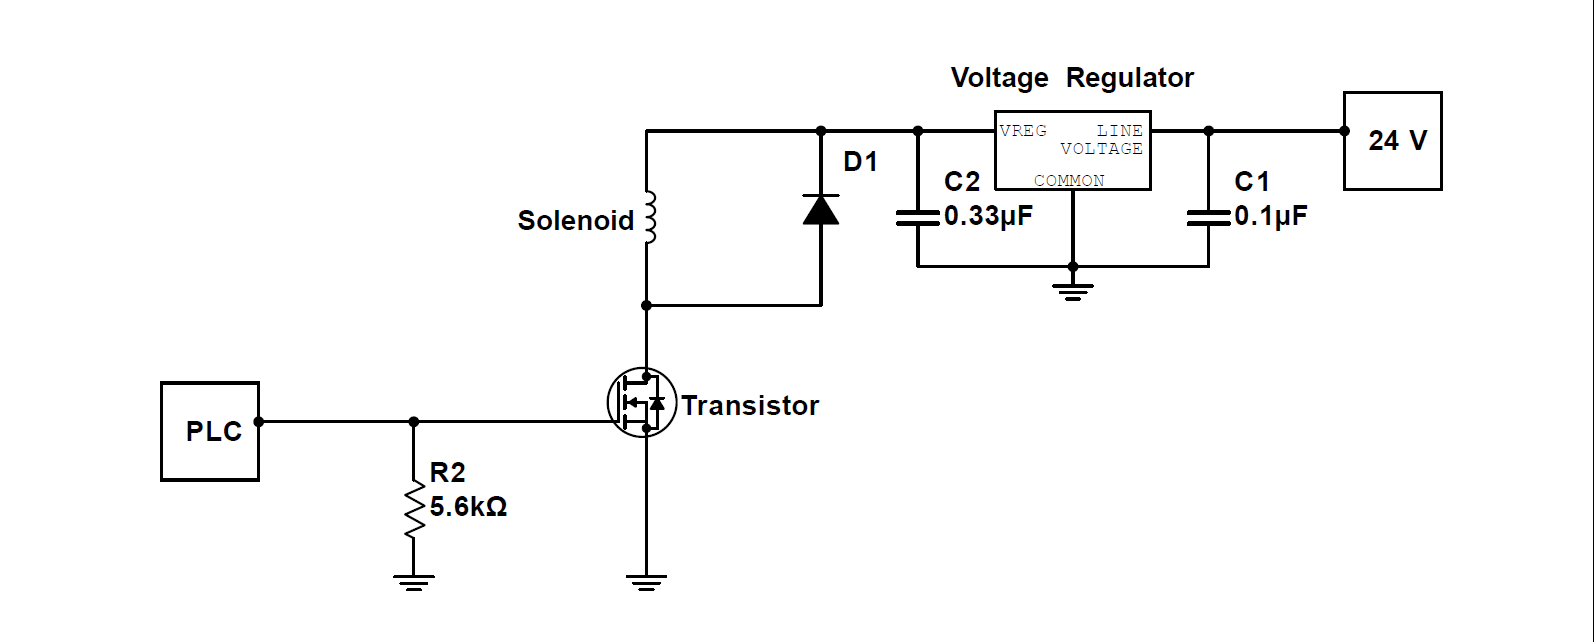 Voltage Regulator
VREG
LINE
VOLTAGE
COMMON
24 V
D1
C2
0.33µF
C1
0.1µF
Solenoid
Transistor
PLC
R2
5.6kΩ